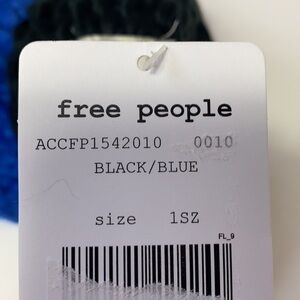 free people
ACCFP1542010 0010
BLACK/BLUE
size 1SZ
FL_9